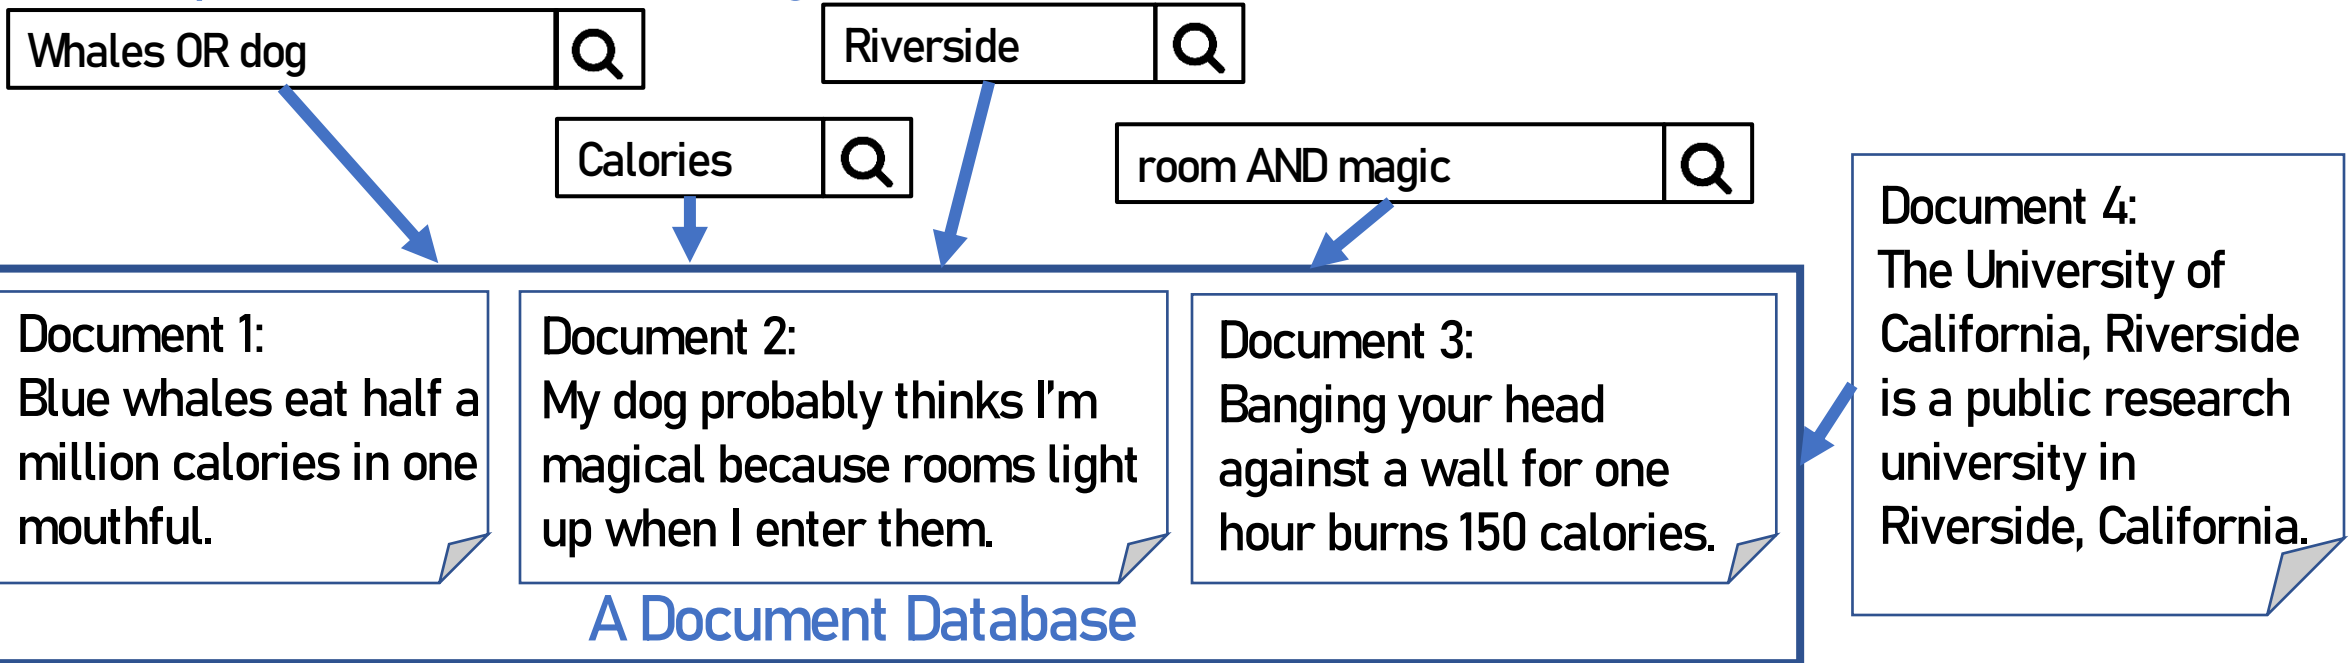 Whales OR dog
Riverside
Calories
room AND magic
Document 1:
Blue whales eat half a
million calories in one
mouthful.
Document 2:
My dog probably thinks I'm
magical because rooms light
up when I enter them.
Document 3:
Banging your head
against a wall for one
hour burns 150 calories.
Document 4:
The University of
California, Riverside
is a public research
university in
Riverside, California.
A Document Database